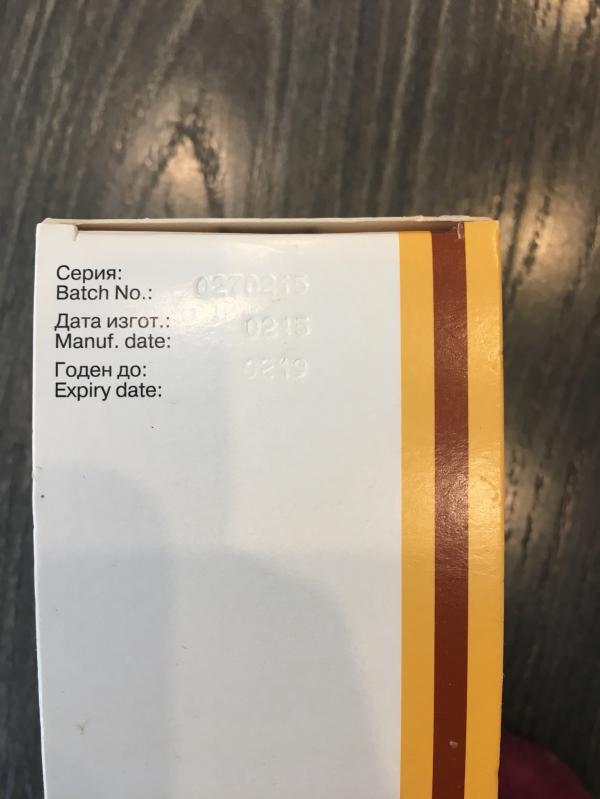 Серия:
Batch No.: 0270215
Дата изгот.: 0215
Manuf. date:
Годен до: 0219
Expiry date: